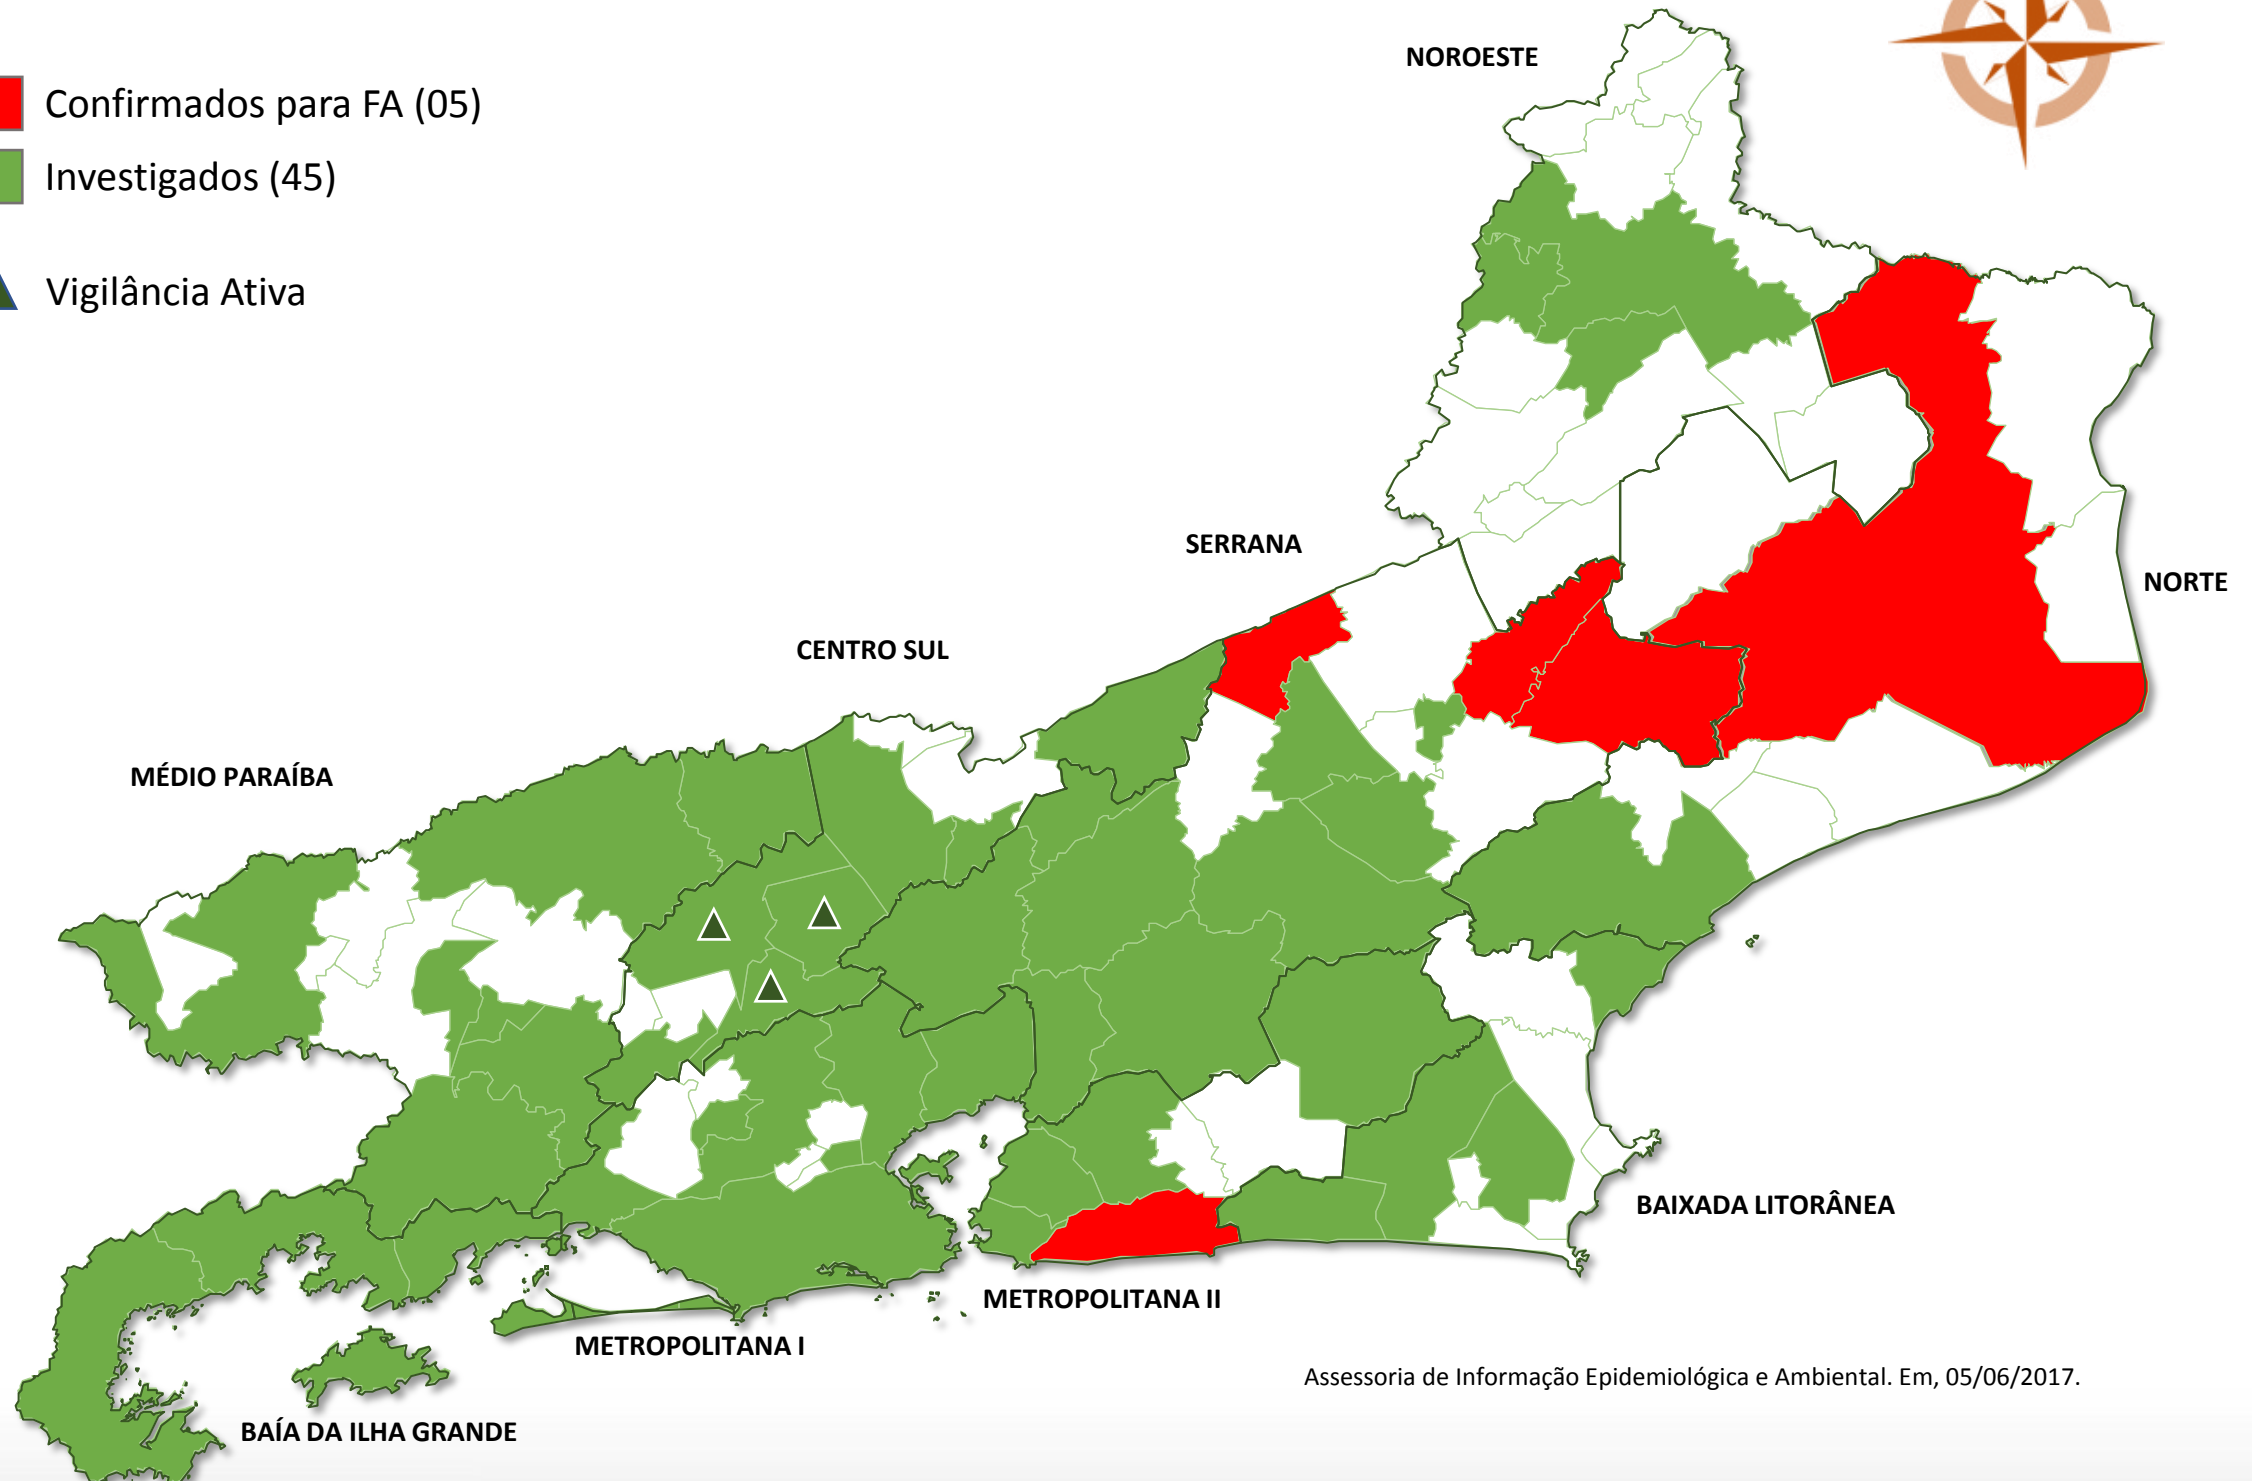 NOROESTE
Confirmados para FA (05)
Investigados (45)
Vigilância Ativa
SERRANA
NORTE
CENTRO SUL
MÉDIO PARAÍBA
BAIXADA LITORÂNEA
METROPOLITANA II
METROPOLITANA I
Assessoria de Informação Epidemiológica e Ambiental. Em, 05/06/2017.
BAÍA DA ILHA GRANDE